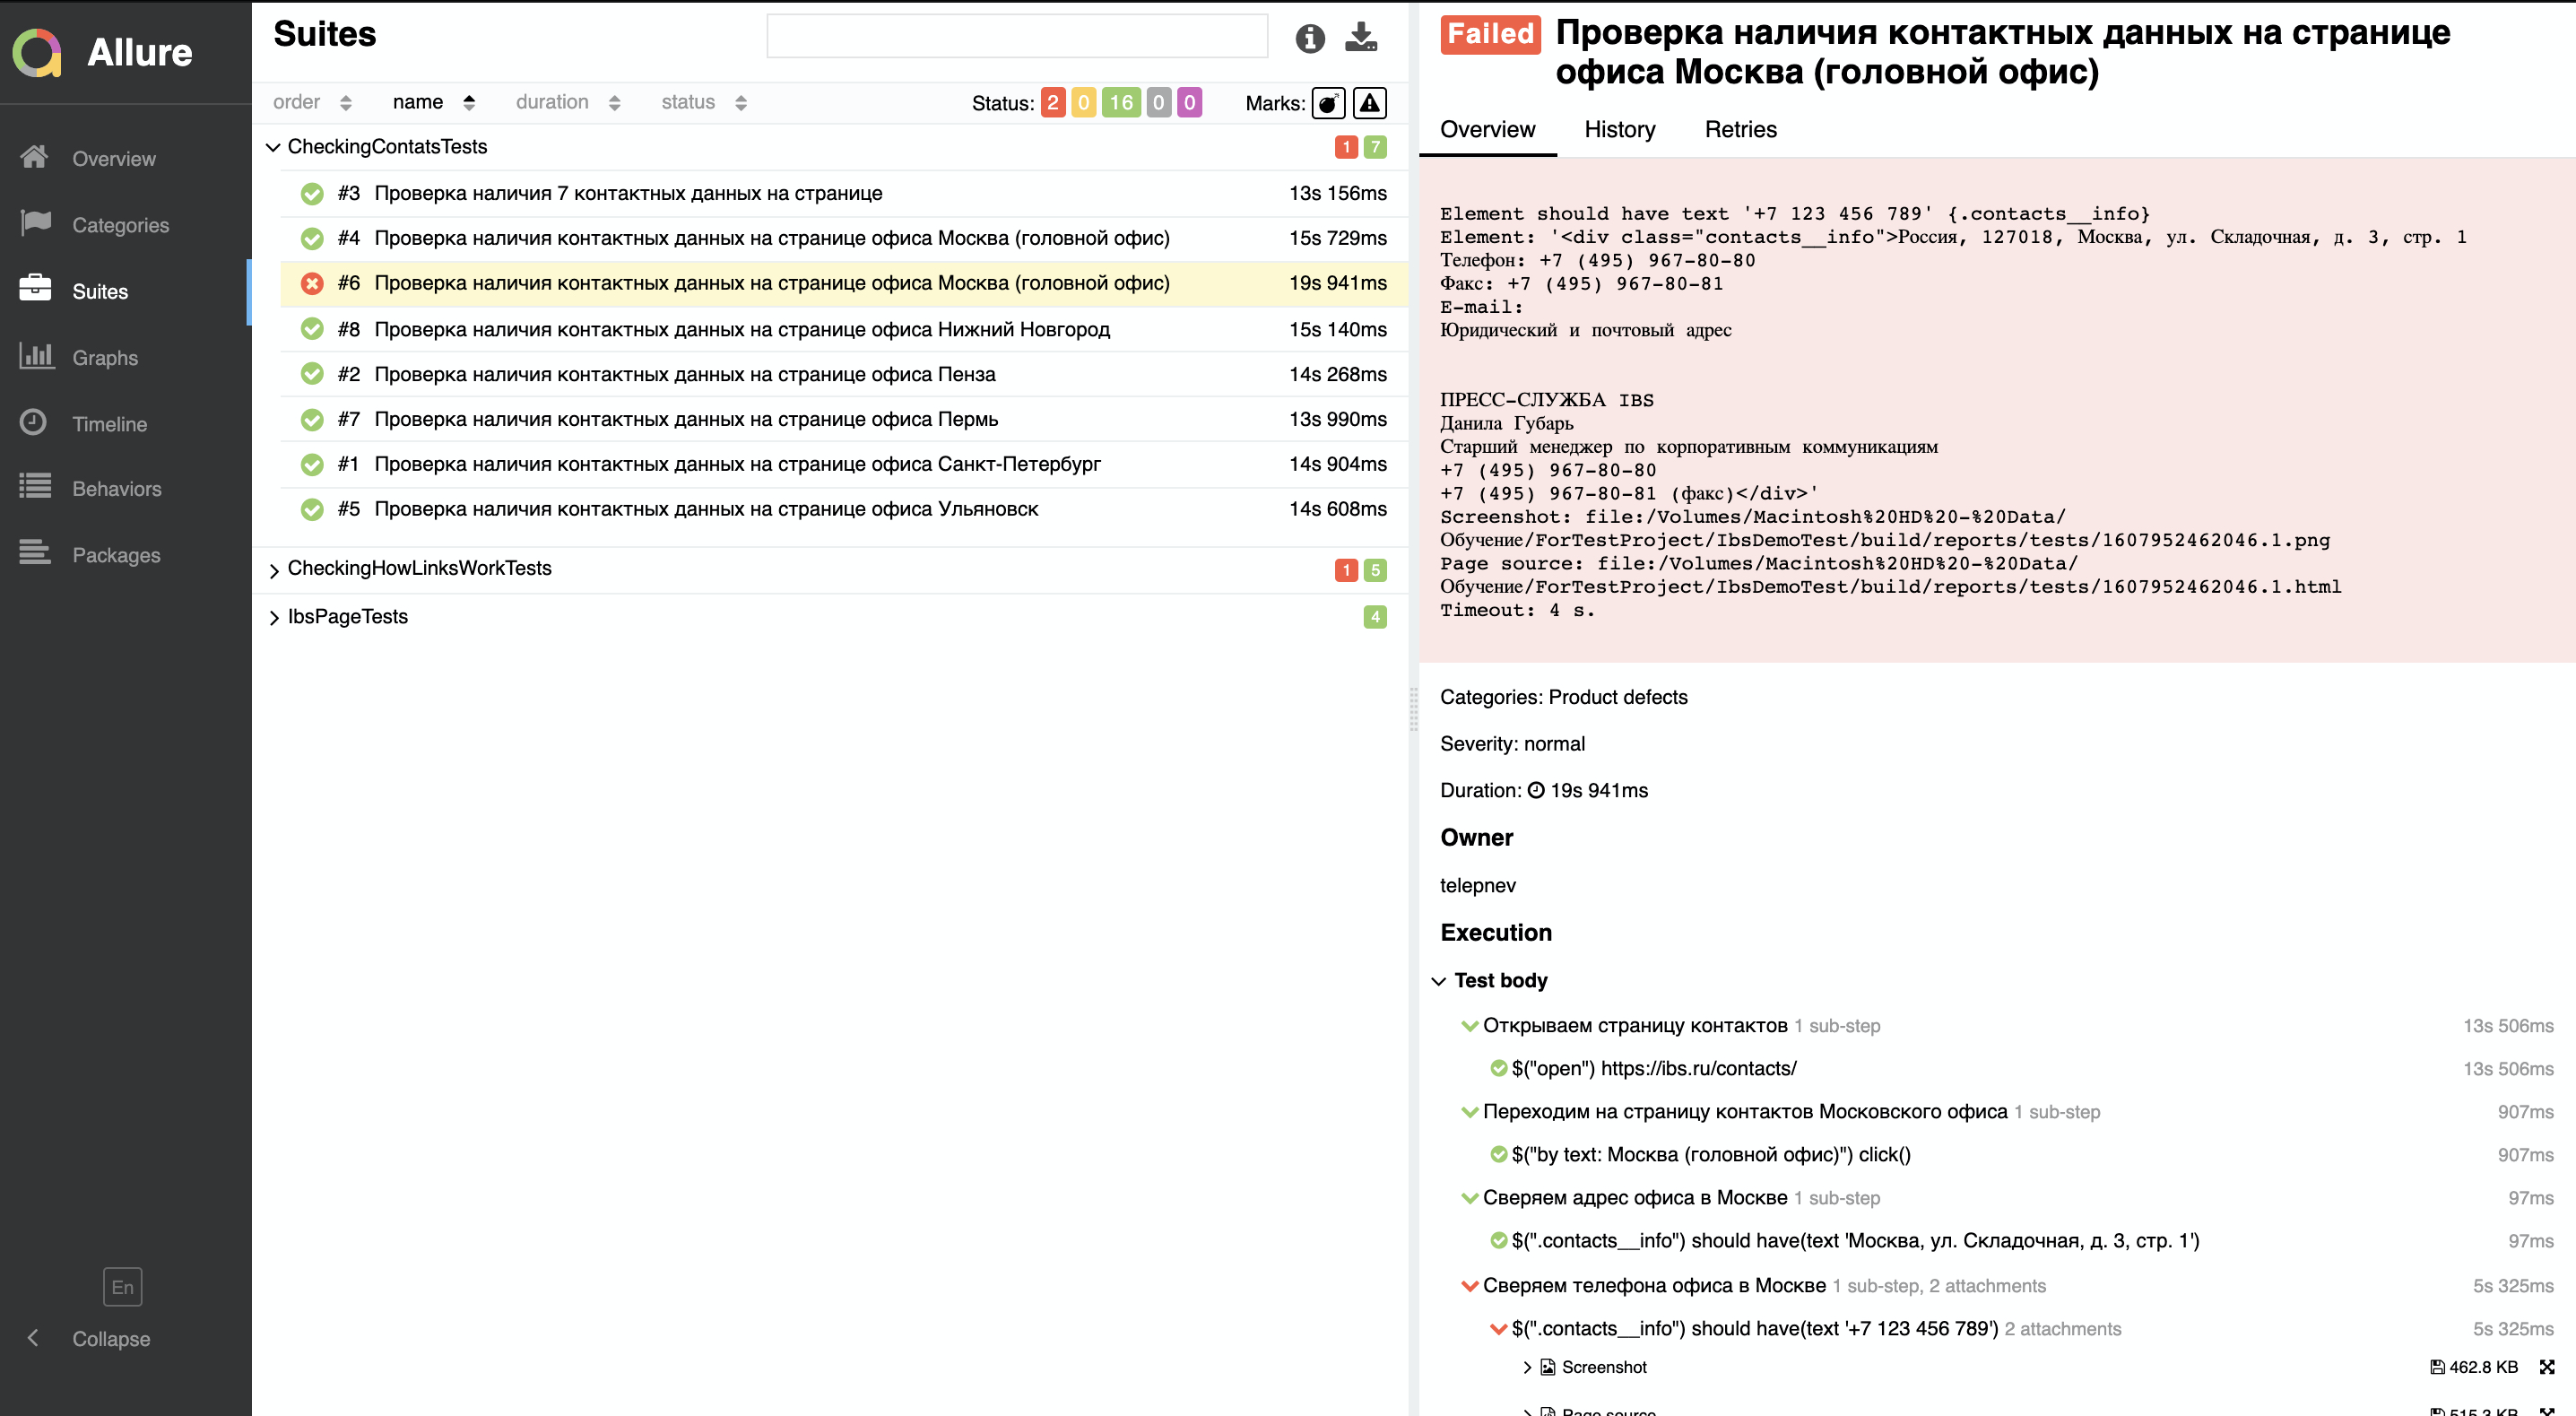 Allure
Overview
Categories
Suites
Graphs
Timeline
Behaviors
Packages
En
Collapse
Suites
order name duration status Status: 2 0 16 0 0 Marks:
CheckingContatsTests 1 7
#3 Проверка наличия 7 контактных данных на странице 13s 156ms
#4 Проверка наличия контактных данных на странице офиса Москва (головной офис) 15s 729ms
#6 Проверка наличия контактных данных на странице офиса Москва (головной офис) 19s 941ms
#8 Проверка наличия контактных данных на странице офиса Нижний Новгород 15s 140ms
#2 Проверка наличия контактных данных на странице офиса Пенза 14s 268ms
#7 Проверка наличия контактных данных на странице офиса Пермь 13s 990ms
#1 Проверка наличия контактных данных на странице офиса Санкт-Петербург 14s 904ms
#5 Проверка наличия контактных данных на странице офиса Ульяновск 14s 608ms
CheckingHowLinksWorkTests 1 5
IbsPageTests 4
Failed Проверка наличия контактных данных на странице
офиса Москва (головной офис)
Overview History Retries
Element should have text '+7 123 456 789' {.contacts__info}
Element: '<div class="contacts__info">Россия, 127018, Москва, ул. Складочная, д. 3, стр. 1
Телефон: +7 (495) 967-80-80
Факс: +7 (495) 967-80-81
E-mail:
Юридический и почтовый адрес
ПРЕСС-СЛУЖБА IBS
Данила Губарь
Старший менеджер по корпоративным коммуникациям
+7 (495) 967-80-80
+7 (495) 967-80-81 (факс)</div>'
Screenshot: file:/Volumes/Macintosh%20HD%20-%20Data/
Обучение/ForTestProject/IbsDemoTest/build/reports/tests/1607952462046.1.png
Page source: file:/Volumes/Macintosh%20HD%20-%20Data/
Обучение/ForTestProject/IbsDemoTest/build/reports/tests/1607952462046.1.html
Timeout: 4 s.
Categories: Product defects
Severity: normal
Duration: 19s 941ms
Owner
telepnev
Execution
Test body
Открываем страницу контактов 1 sub-step 13s 506ms
$("open") https://ibs.ru/contacts/ 13s 506ms
Переходим на страницу контактов Московского офиса 1 sub-step 907ms
$("by text: Москва (головной офис)") click() 907ms
Сверяем адрес офиса в Москве 1 sub-step 97ms
$(".contacts__info") should have(text 'Москва, ул. Складочная, д. 3, стр. 1') 97ms
Сверяем телефона офиса в Москве 1 sub-step, 2 attachments 5s 325ms
$(".contacts__info") should have(text '+7 123 456 789') 2 attachments 5s 325ms
Screenshot 462.8 KB
Page source 515.3 KB